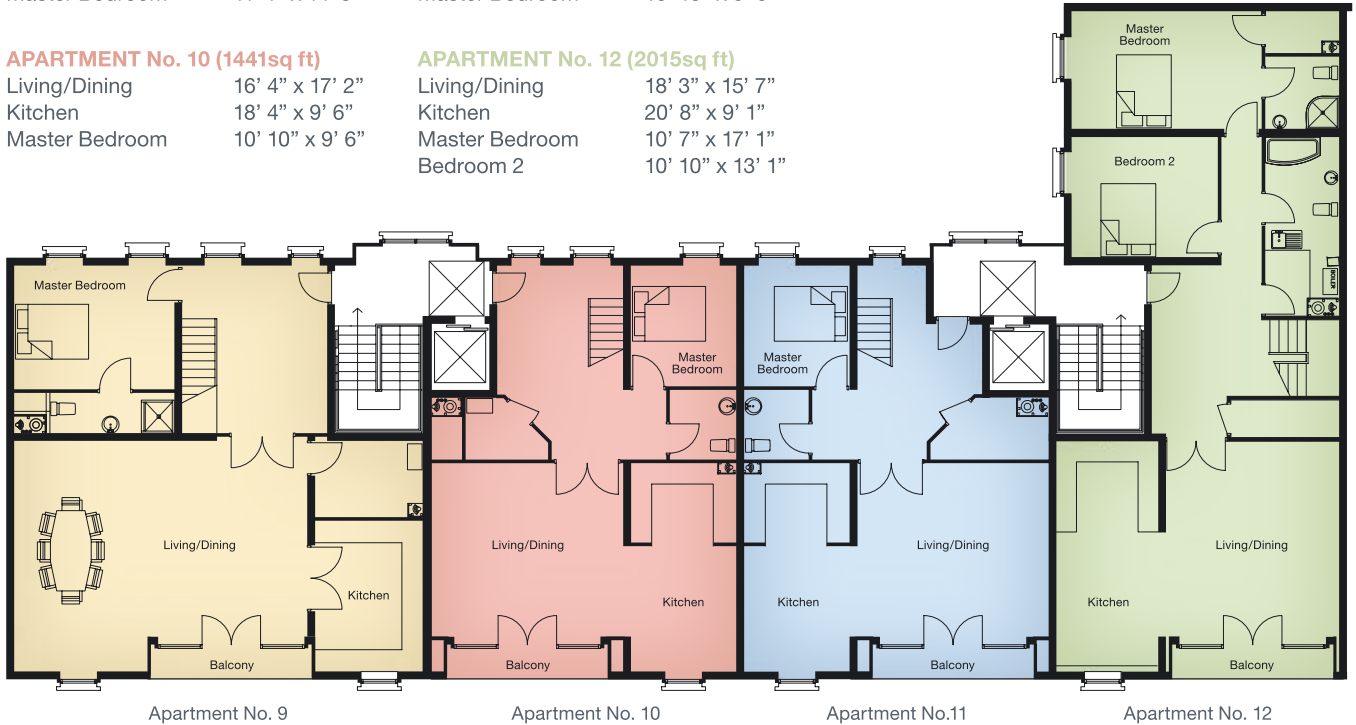 APARTMENT No. 10 (1441sq ft)
Living/Dining 16’ 4” x 17’ 2”
Kitchen 18’ 4” x 9’ 6”
Master Bedroom 10’ 10” x 9’ 6”
APARTMENT No. 12 (2015sq ft)
Living/Dining 18’ 3” x 15’ 7”
Kitchen 20’ 8” x 9’ 1”
Master Bedroom 10’ 7” x 17’ 1”
Bedroom 2 10’ 10” x 13’ 1”
Master
Bedroom
Bedroom 2
BOILER
Master Bedroom
Master
Bedroom
Master
Bedroom
Living/Dining
Living/Dining
Living/Dining
Living/Dining
Kitchen
Kitchen
Kitchen
Kitchen
Balcony
Balcony
Balcony
Balcony
Apartment No. 9
Apartment No. 10
Apartment No.11
Apartment No. 12